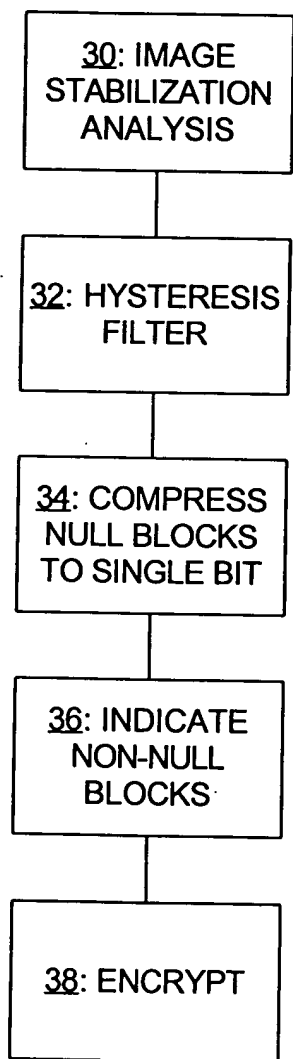 30: IMAGE
STABILIZATION
ANALYSIS
32: HYSTERESIS
FILTER
34: COMPRESS
NULL BLOCKS
TO SINGLE BIT
36: INDICATE
NON-NULL
BLOCKS
38: ENCRYPT